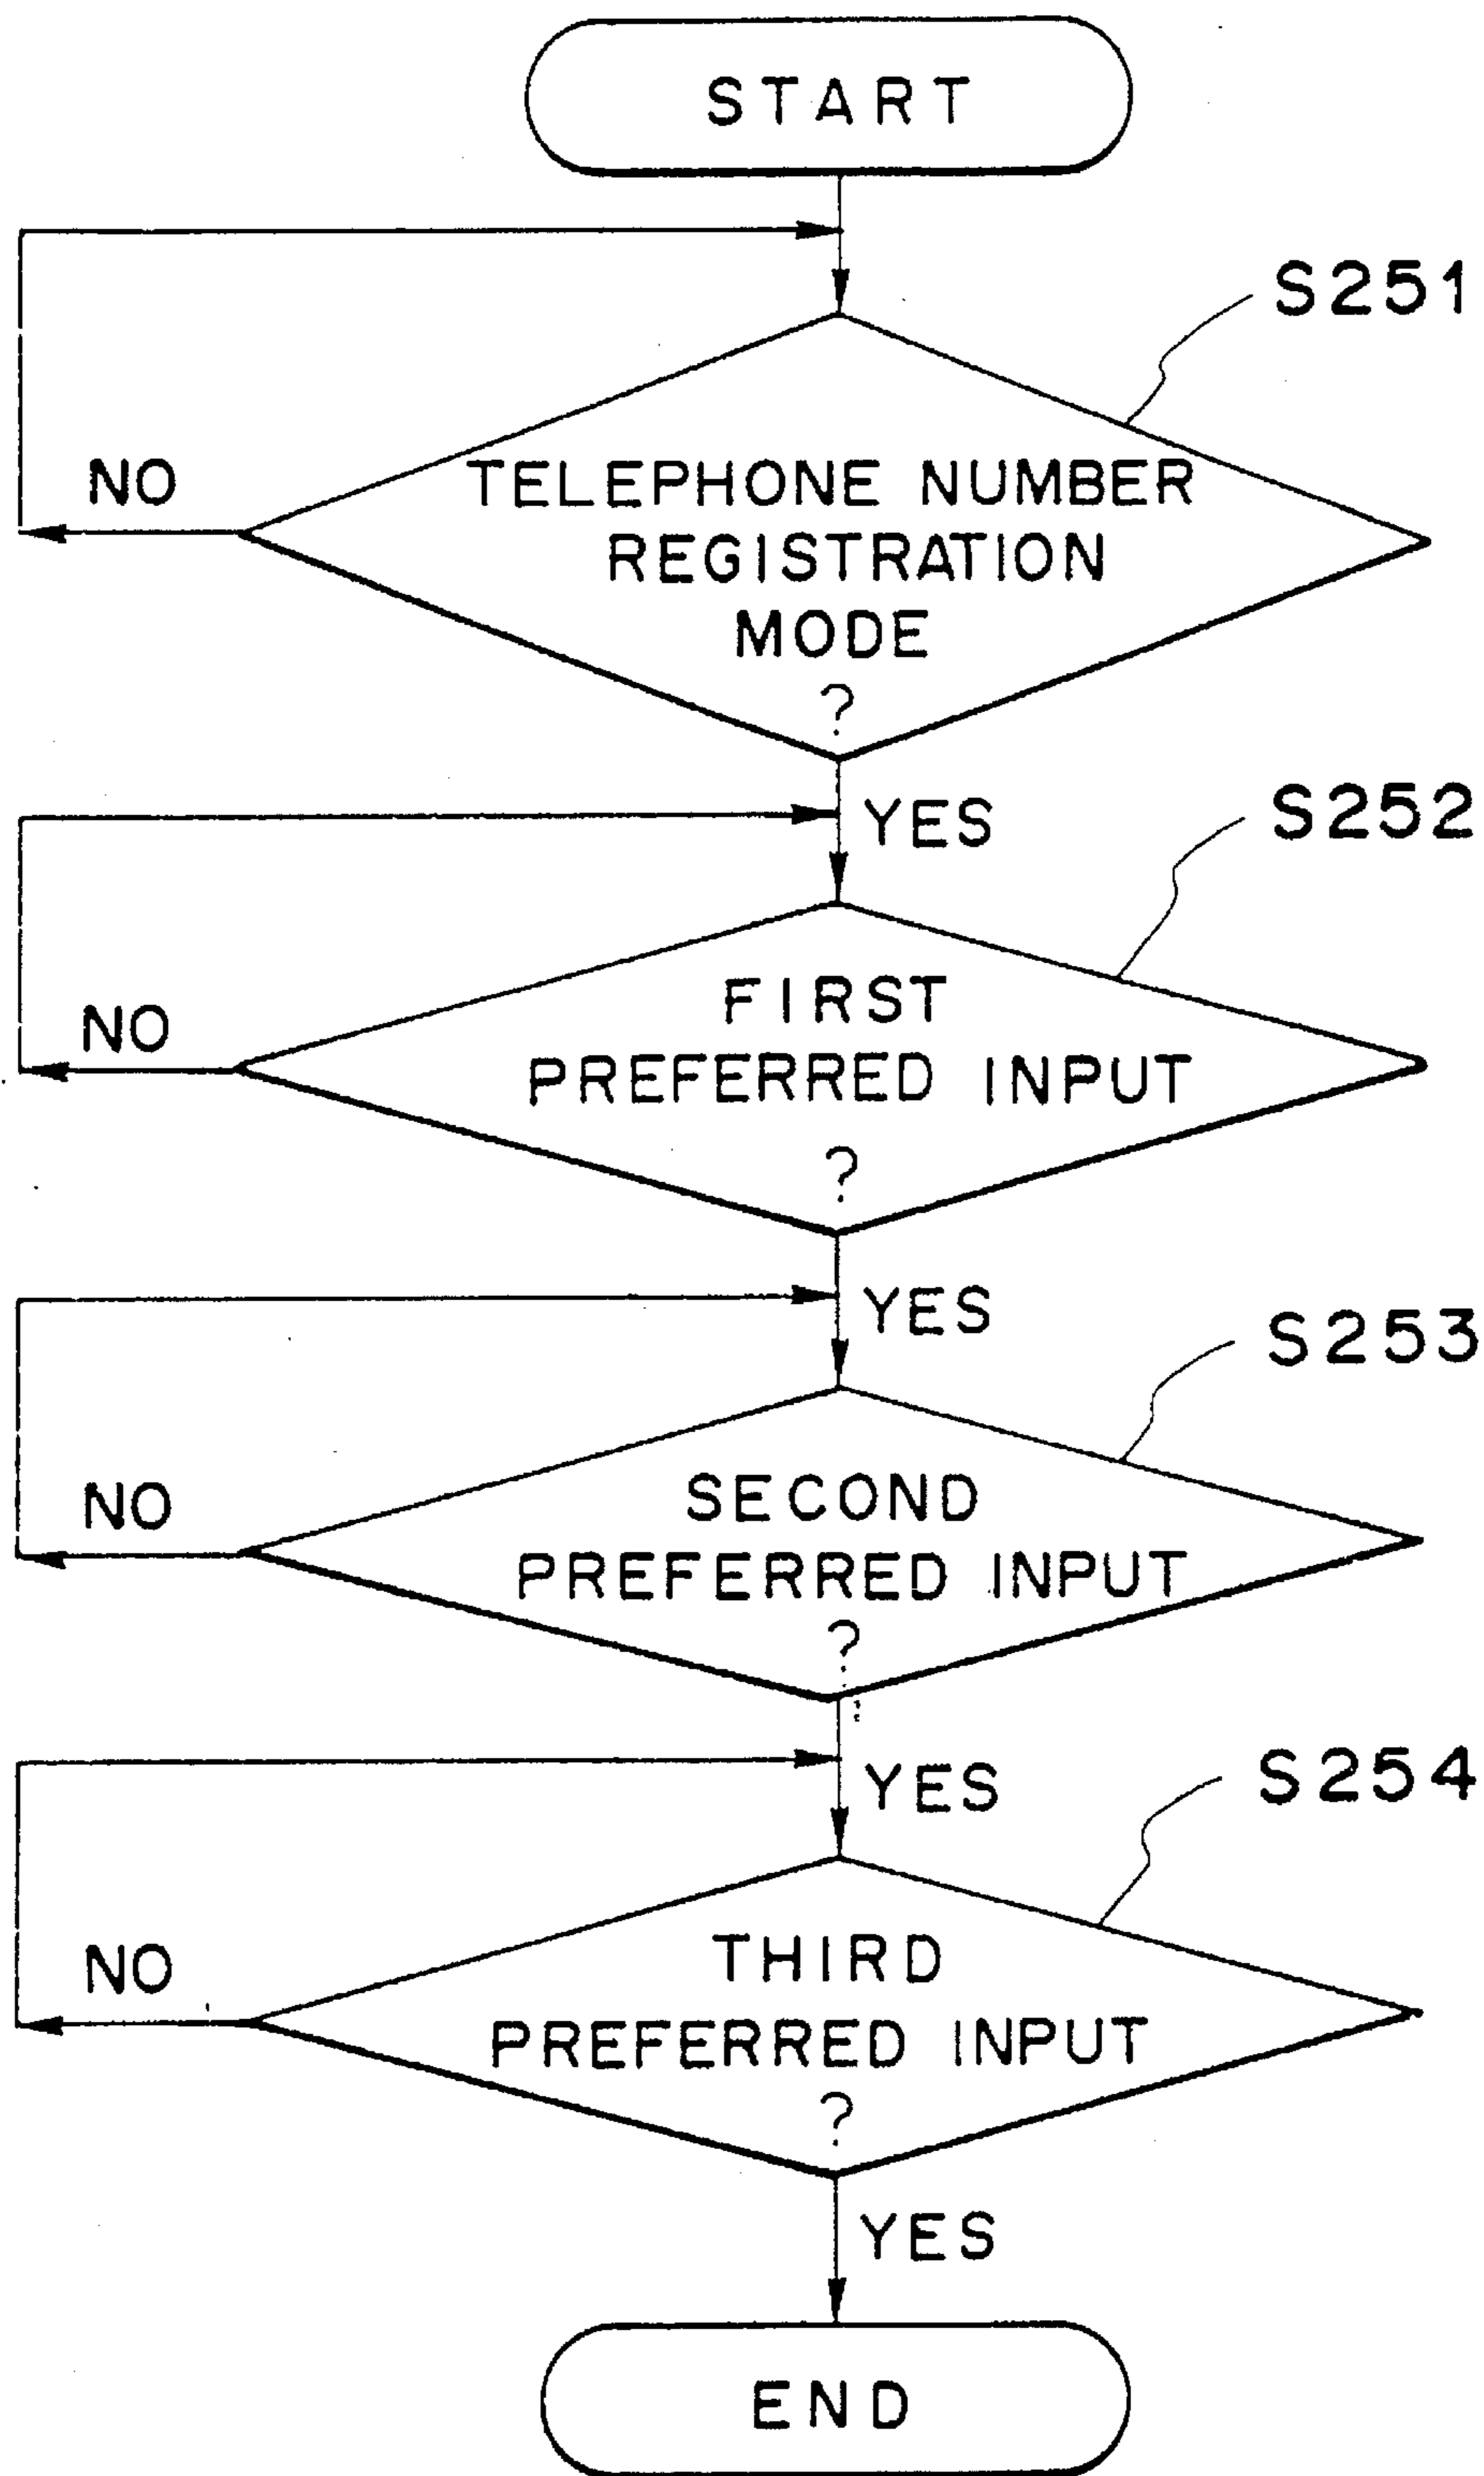 START
S251
NO
TELEPHONE NUMBER
REGISTRATION
MODE
?
YES
S252
NO
FIRST
PREFERRED INPUT
?
YES
S253
NO
SECOND
PREFERRED INPUT
?
YES
S254
NO
THIRD
PREFERRED INPUT
?
YES
END